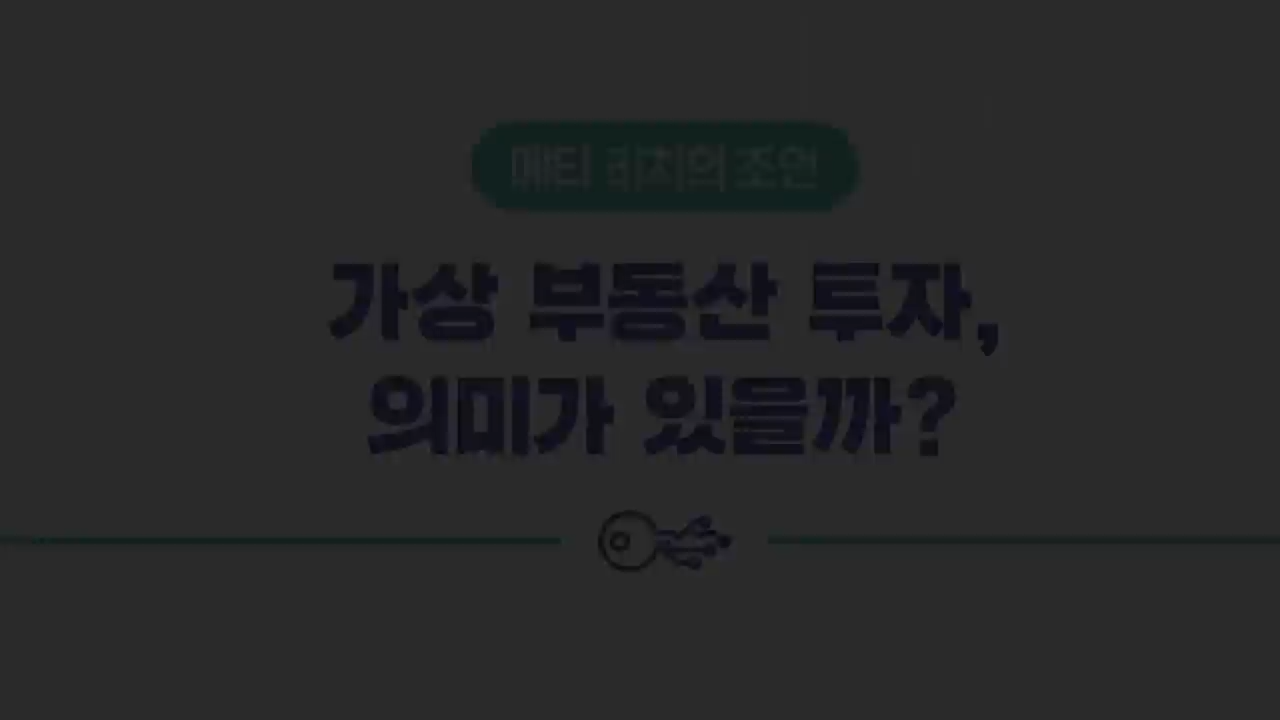 메타 리치의 조언
가상 부동산 투자,
의미가 있을까?